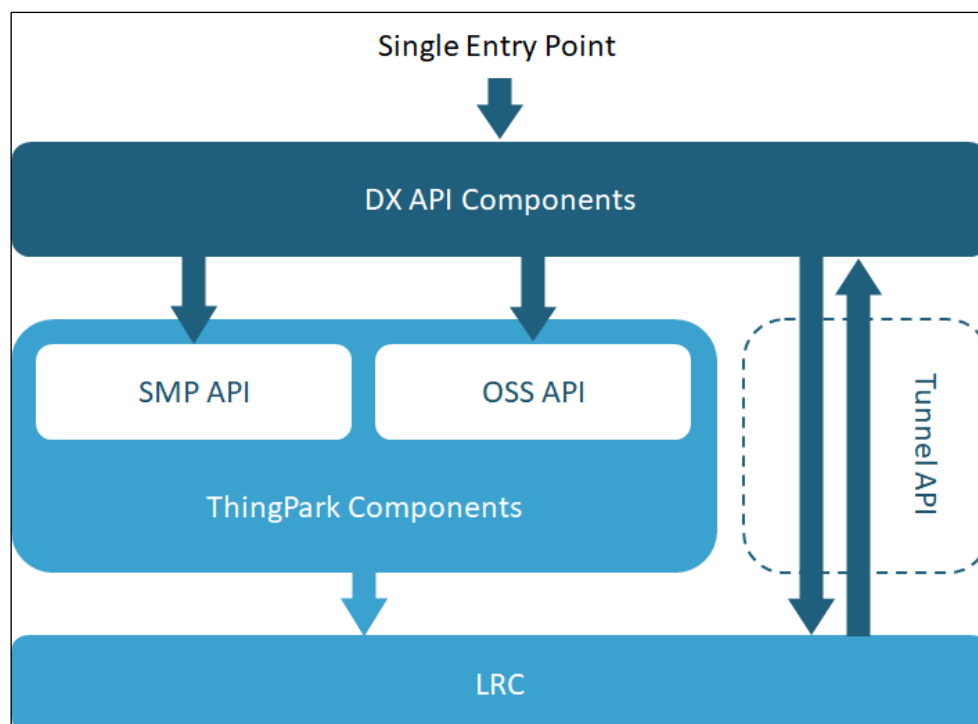 Single Entry Point
DX API Components
SMP API
OSS API
Tunnel API
ThingPark Components
LRC